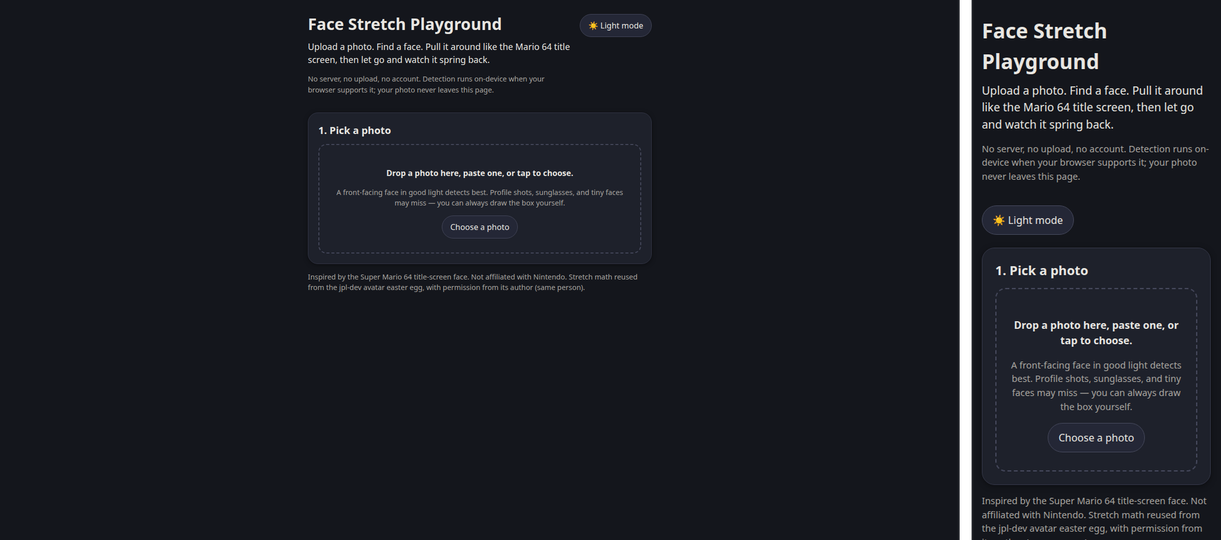 Face Stretch Playground
☀️ Light mode
Upload a photo. Find a face. Pull it around like the Mario 64 title
screen, then let go and watch it spring back.
No server, no upload, no account. Detection runs on-device when your
browser supports it; your photo never leaves this page.
1. Pick a photo
Drop a photo here, paste one, or tap to choose.
A front-facing face in good light detects best. Profile shots, sunglasses, and tiny faces
may miss — you can always draw the box yourself.
Choose a photo
Inspired by the Super Mario 64 title-screen face. Not affiliated with Nintendo. Stretch math reused
from the jpl-dev avatar easter egg, with permission from its author (same person).
Face Stretch
Playground
Upload a photo. Find a face. Pull it around
like the Mario 64 title screen, then let go
and watch it spring back.
No server, no upload, no account. Detection runs on-
device when your browser supports it; your photo
never leaves this page.
☀️ Light mode
1. Pick a photo
Drop a photo here, paste one, or
tap to choose.
A front-facing face in good light detects
best. Profile shots, sunglasses, and tiny
faces may miss — you can always draw
the box yourself.
Choose a photo
Inspired by the Super Mario 64 title-screen face. Not
affiliated with Nintendo. Stretch math reused from
the jpl-dev avatar easter egg, with permission from